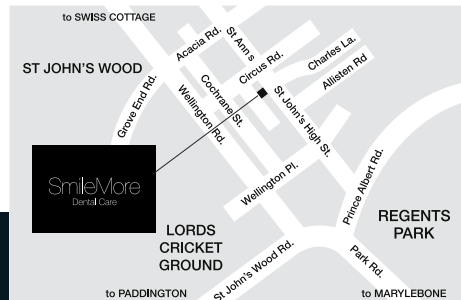 to SWISS COTTAGE
Acacia Rd.
St Ann's
ST JOHN'S WOOD
Circus Rd.
Charles La.
Allisten Rd
Grove End Rd.
Cochrane St.
Wellington Rd.
St John's High St.
SmileMore
Dental Care
Wellington Pl.
Prince Albert Rd.
LORDS
CRICKET
GROUND
REGENTS
PARK
St John's Wood Rd.
Park Rd.
to PADDINGTON
to MARYLEBONE